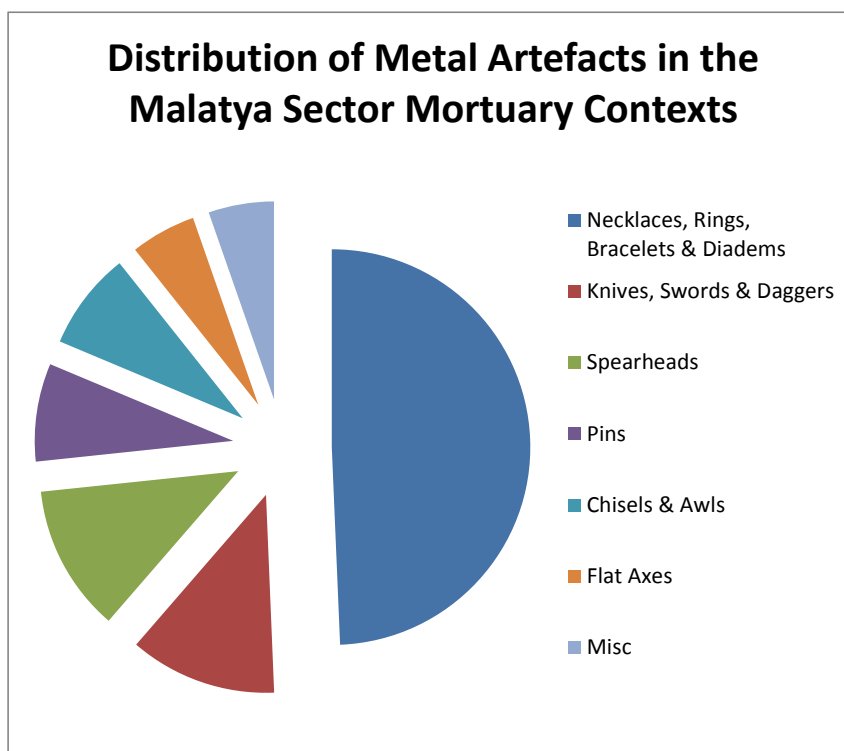 Distribution of Metal Artefacts in the
Malatya Sector Mortuary Contexts
Necklaces, Rings,
Bracelets & Diadems
Knives, Swords & Daggers
Spearheads
Pins
Chisels & Awls
Flat Axes
Misc